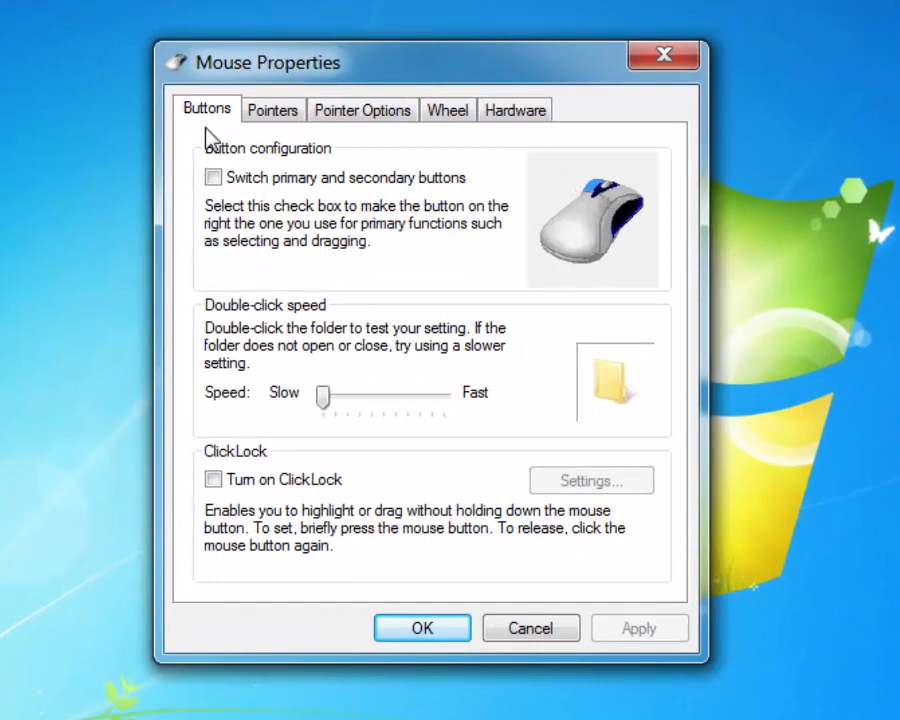 Mouse Properties
Buttons Pointers Pointer Options Wheel Hardware
Button configuration
Switch primary and secondary buttons
Select this check box to make the button on the
right the one you use for primary functions such
as selecting and dragging.
Double-click speed
Double-click the folder to test your setting. If the
folder does not open or close, try using a slower
setting.
Speed: Slow Fast
ClickLock
Turn on ClickLock Settings...
Enables you to highlight or drag without holding down the mouse
button. To set, briefly press the mouse button. To release, click the
mouse button again.
OK Cancel Apply